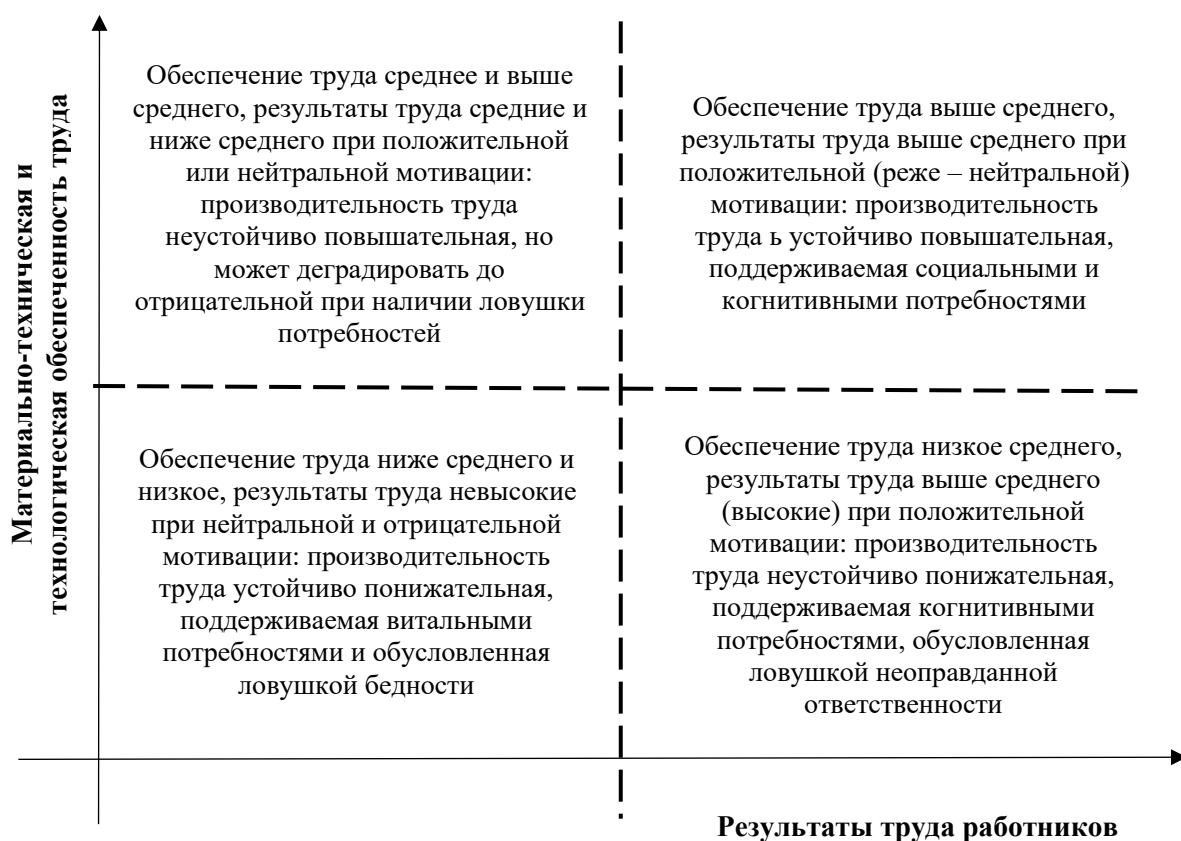 Материально-техническая и
технологическая обеспеченность труда
Обеспечение труда среднее и выше
среднего, результаты труда средние и
ниже среднего при положительной
или нейтральной мотивации:
производительность труда
неустойчиво повышательная, но
может деградировать до
отрицательной при наличии ловушки
потребностей
Обеспечение труда выше среднего,
результаты труда выше среднего при
положительной (реже – нейтральной)
мотивации: производительность
труда ь устойчиво повышательная,
поддерживаемая социальными и
когнитивными потребностями
Обеспечение труда ниже среднего и
низкое, результаты труда невысокие
при нейтральной и отрицательной
мотивации: производительность
труда устойчиво понижательная,
поддерживаемая витальными
потребностями и обусловленная
ловушкой бедности
Обеспечение труда низкое среднего,
результаты труда выше среднего
(высокие) при положительной
мотивации: производительность
труда неустойчиво понижательная,
поддерживаемая когнитивными
потребностями, обусловленная
ловушкой неоправданной
ответственности
Результаты труда работников